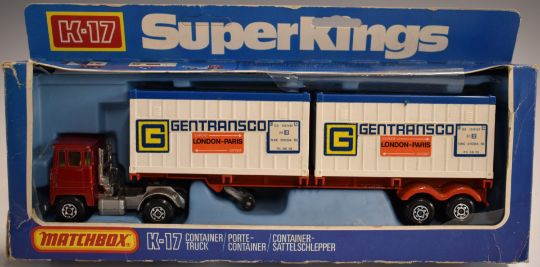 K-17 Superkings
G GENTRANSCO
LONDON-PARIS
G GENTRANSCO
LONDON-PARIS
MATCHBOX K-17 CONTAINER TRUCK / PORTE-CONTAINER / CONTAINER-SATTELSCHLEPPER